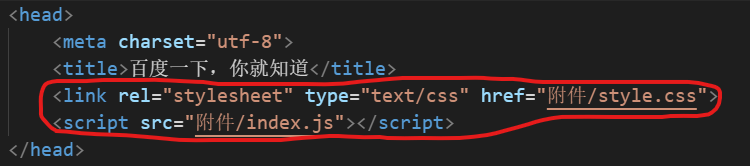 <head>
<meta charset="utf-8">
<title>百度一下，你就知道</title>
<link rel="stylesheet" type="text/css" href="附件/style.css">
<script src="附件/index.js"></script>
</head>